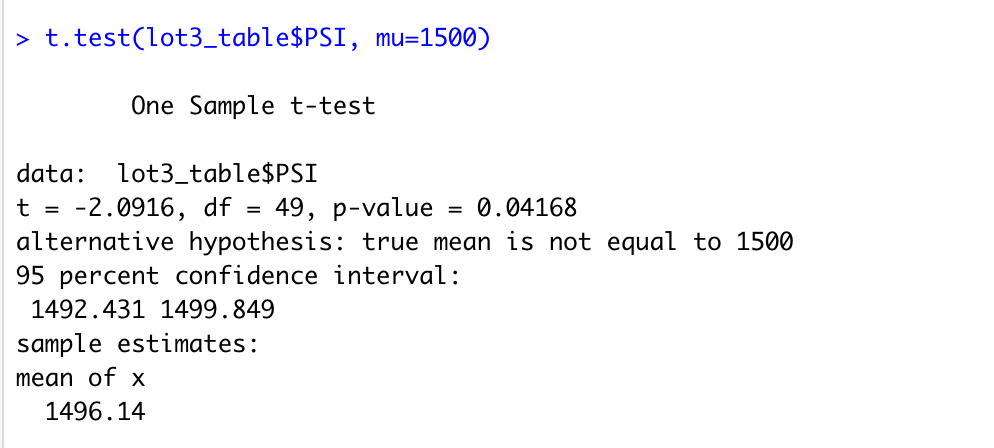 > t.test(lot3_table$PSI, mu=1500)
One Sample t-test
data:  lot3_table$PSI
t = -2.0916, df = 49, p-value = 0.04168
alternative hypothesis: true mean is not equal to 1500
95 percent confidence interval:
1492.431 1499.849
sample estimates:
mean of x
1496.14